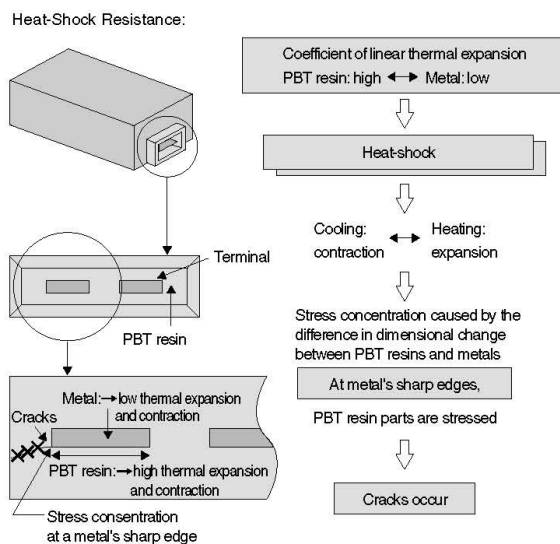 Heat-Shock Resistance:
Terminal
PBT resin
Metal:→low thermal expansion
and contraction
Cracks
PBT resin:→high thermal expansion
and contraction
Stress consentration
at a metal's sharp edge
Coefficient of linear thermal expansion
PBT resin: high ↔ Metal: low
Heat-shock
Cooling: ↔ Heating:
contraction expansion
Stress concentration caused by the
difference in dimensional change
between PBT resins and metals
At metal's sharp edges,
PBT resin parts are stressed
Cracks occur